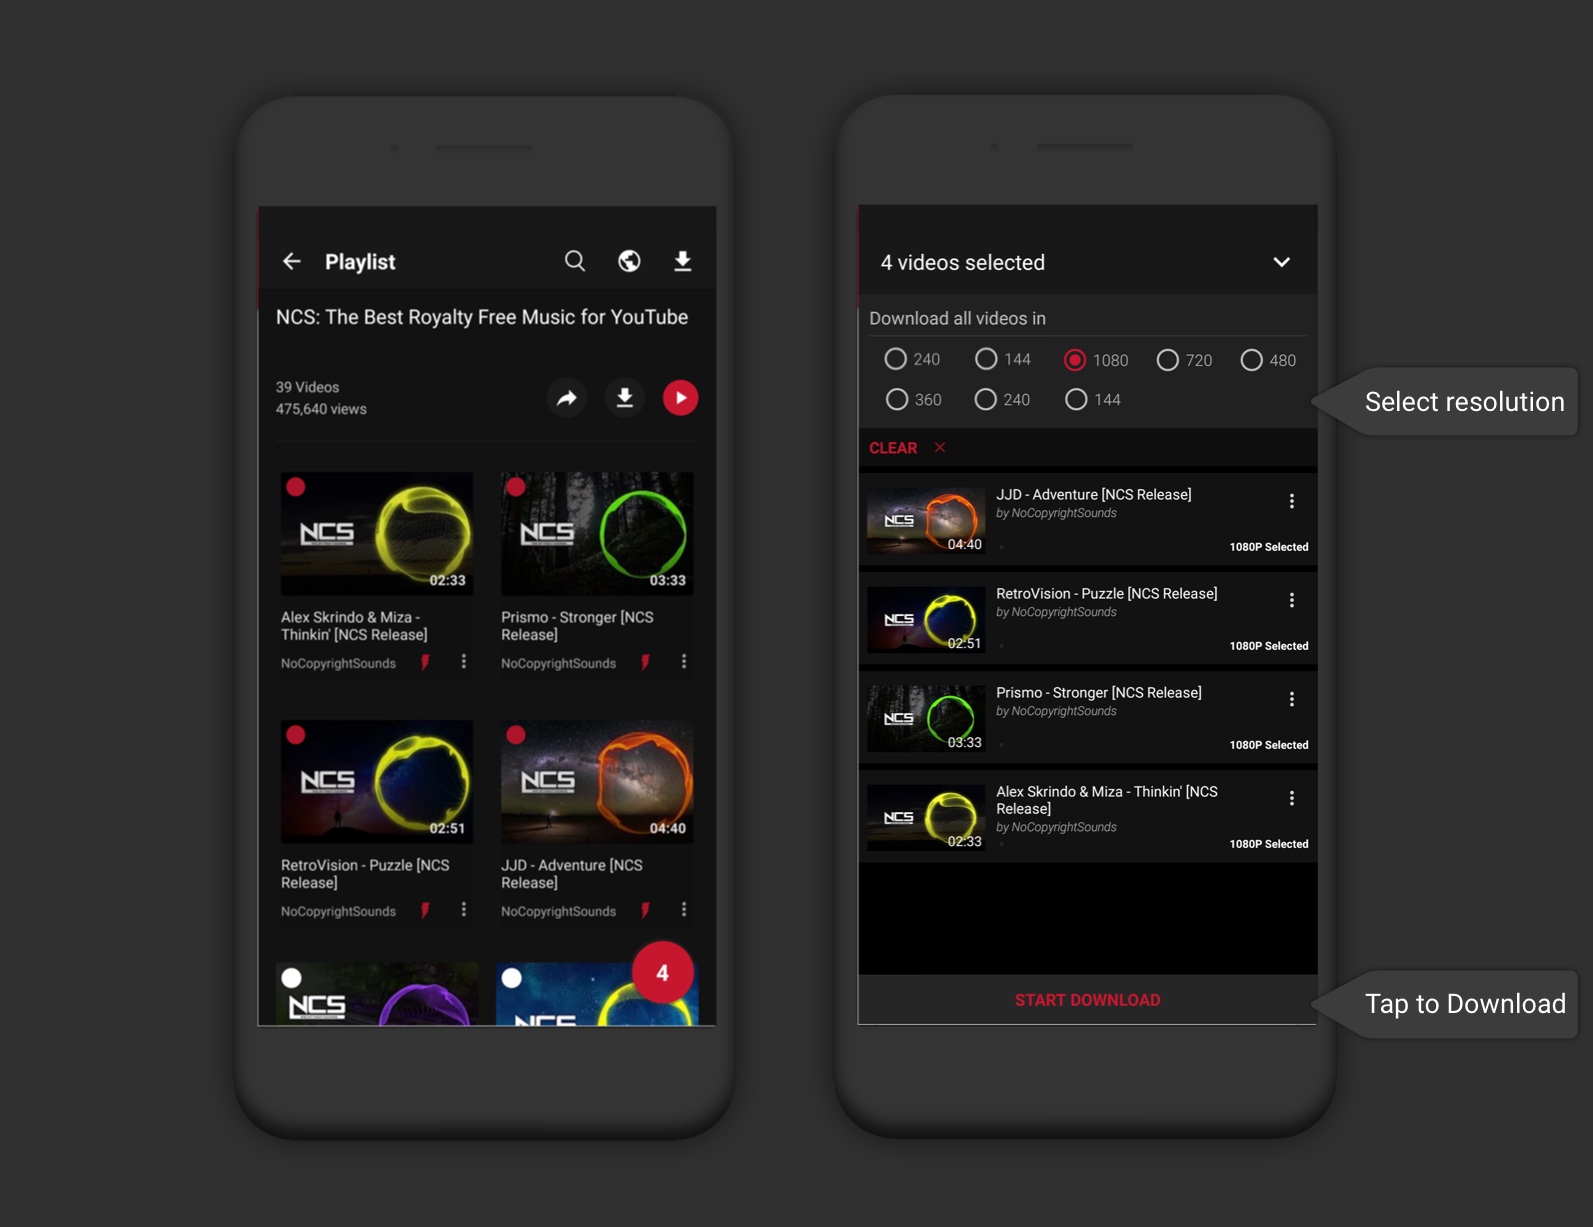 Playlist
NCS: The Best Royalty Free Music for YouTube
39 Videos
475,640 views
NCS
02:33
Alex Skrindo & Miza -
Thinkin' [NCS Release]
NoCopyrightSounds
NCS
03:33
Prismo - Stronger [NCS
Release]
NoCopyrightSounds
NCS
02:51
RetroVision - Puzzle [NCS
Release]
NoCopyrightSounds
NCS
04:40
JJD - Adventure [NCS
Release]
NoCopyrightSounds
NCS
NCS
4
4 videos selected
Download all videos in
240 144 1080 720 480
360 240 144
CLEAR ×
NCS
04:40
JJD - Adventure [NCS Release]
by NoCopyrightSounds
1080P Selected
NCS
02:51
RetroVision - Puzzle [NCS Release]
by NoCopyrightSounds
1080P Selected
NCS
03:33
Prismo - Stronger [NCS Release]
by NoCopyrightSounds
1080P Selected
NCS
02:33
Alex Skrindo & Miza - Thinkin' [NCS
Release]
by NoCopyrightSounds
1080P Selected
START DOWNLOAD
Select resolution
Tap to Download